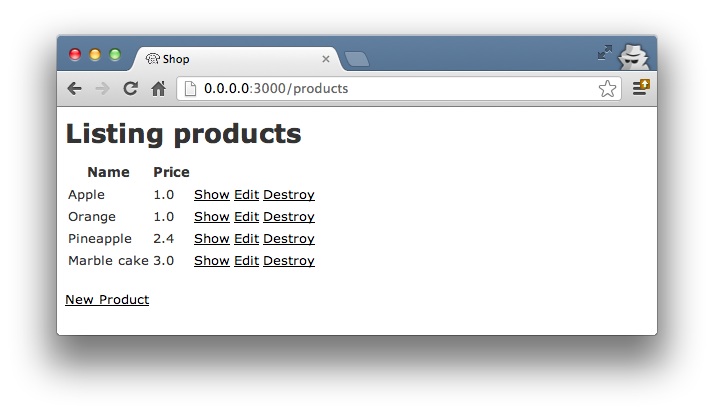 Shop
0.0.0.0:3000/products
Listing products
Name Price
Apple 1.0 Show Edit Destroy
Orange 1.0 Show Edit Destroy
Pineapple 2.4 Show Edit Destroy
Marble cake 3.0 Show Edit Destroy
New Product